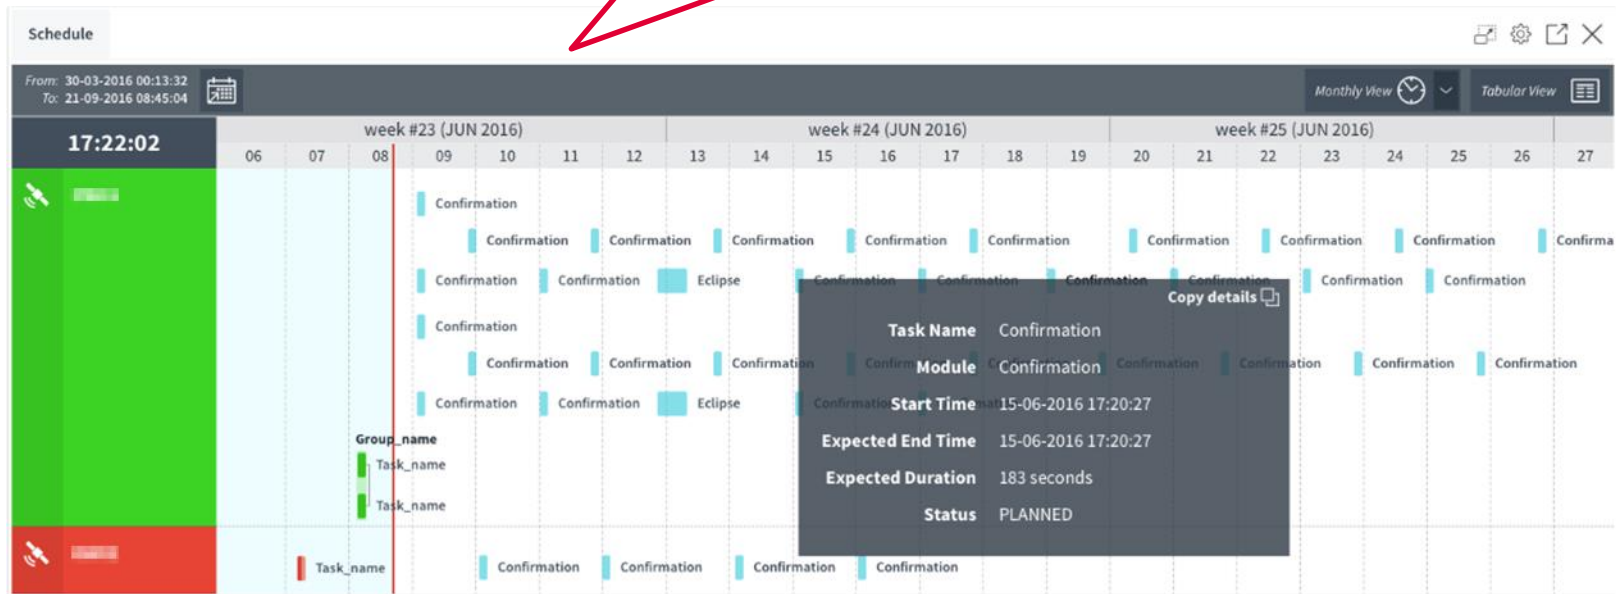 Schedule
From: 30-03-2016 00:13:32
To: 21-09-2016 08:45:04
Monthly View
Tabular View
17:22:02
week #23 (JUN 2016) week #24 (JUN 2016) week #25 (JUN 2016)
06 07 08 09 10 11 12 13 14 15 16 17 18 19 20 21 22 23 24 25 26 27
Confirmation
Confirmation Confirmation Confirmation Confirmation Confirmation Confirmation Confirmation Confirmation Confirma
Confirmation Confirmation Eclipse Confirmation Confirmation Confirmation Confirmation Confirmation Confirmation
Copy details
Confirmation
Task Name Confirmation
Confirmation Confirmation Confirmation Confirmation Confirmation Confirmation Confirmation
Module Confirmation
Confirmation Confirmation Eclipse
Start Time 15-06-2016 17:20:27
Group_name
Expected End Time 15-06-2016 17:20:27
Task_name
Expected Duration 183 seconds
Task_name
Status PLANNED
Task_name Confirmation Confirmation Confirmation Confirmation